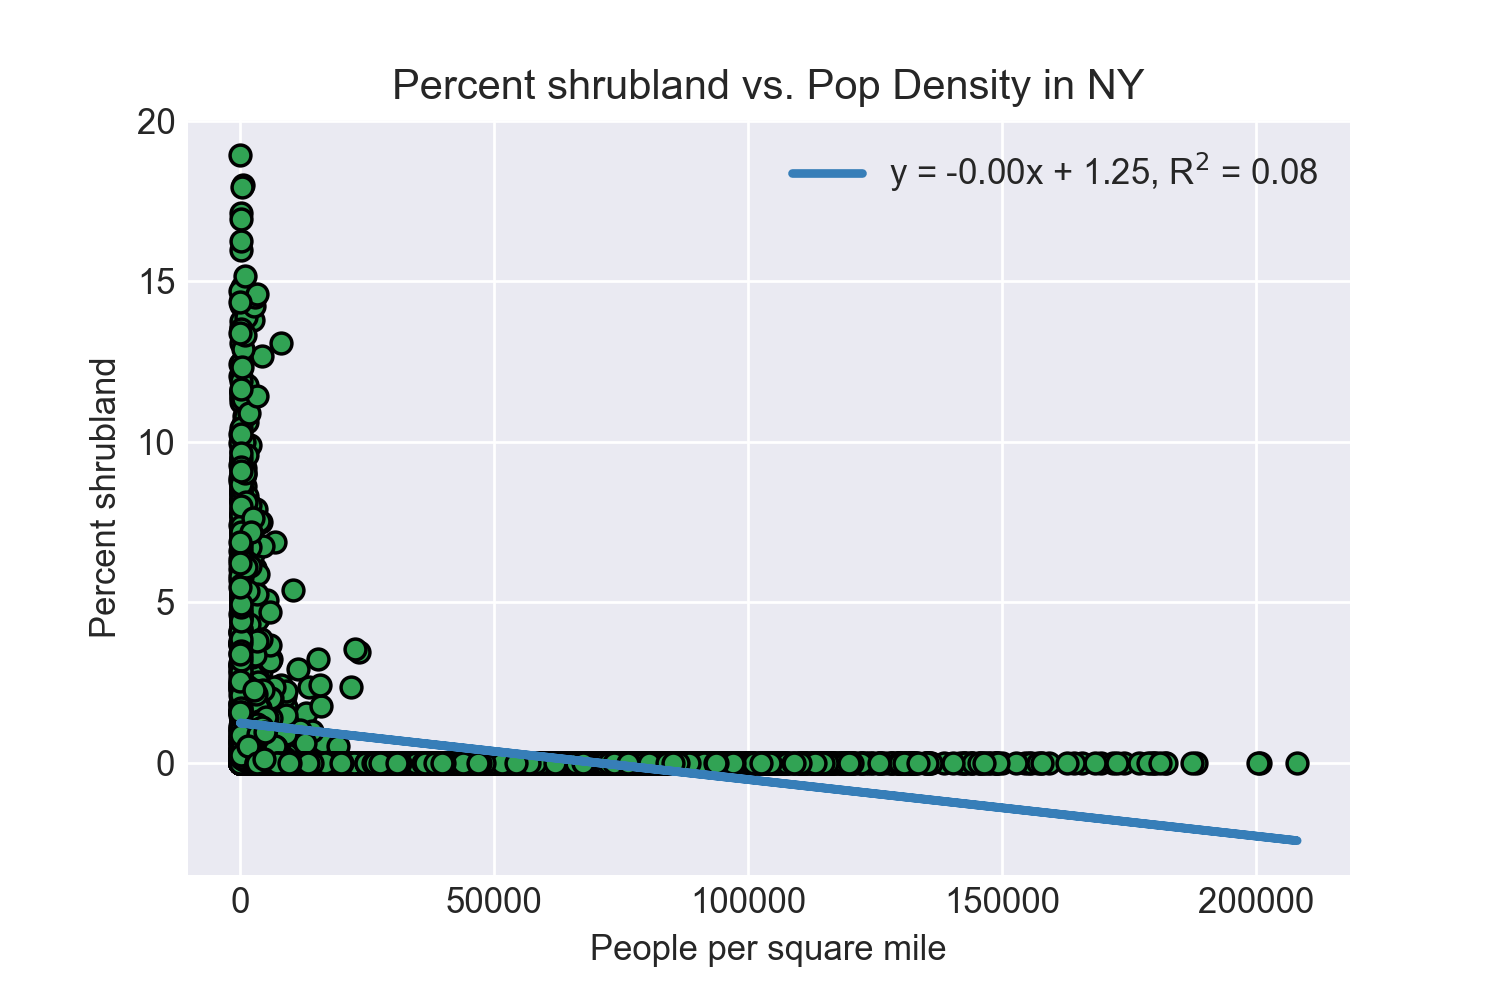 Percent shrubland vs. Pop Density in NY
y = -0.00x + 1.25, R² = 0.08
Percent shrubland
20
15
10
5
0
0 50000 100000 150000 200000
People per square mile